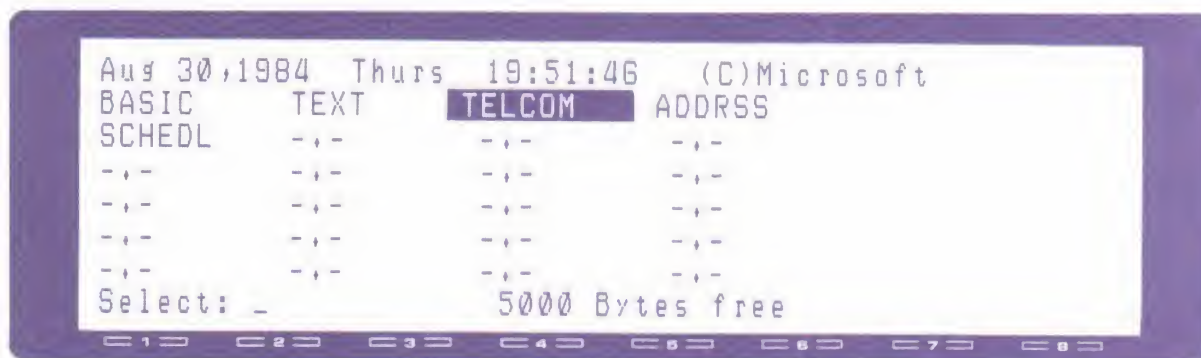 Aug 30,1984 Thurs 19:51:46 (C)Microsoft
BASIC TEXT TELCOM ADDRSS
SCHEDL -.- -.- -.-
-.- -.- -.- -.-
-.- -.- -.- -.-
-.- -.- -.- -.-
-.- -.- -.- -.-
Select: _ 5000 Bytes free
1 2 3 4 5 6 7 8